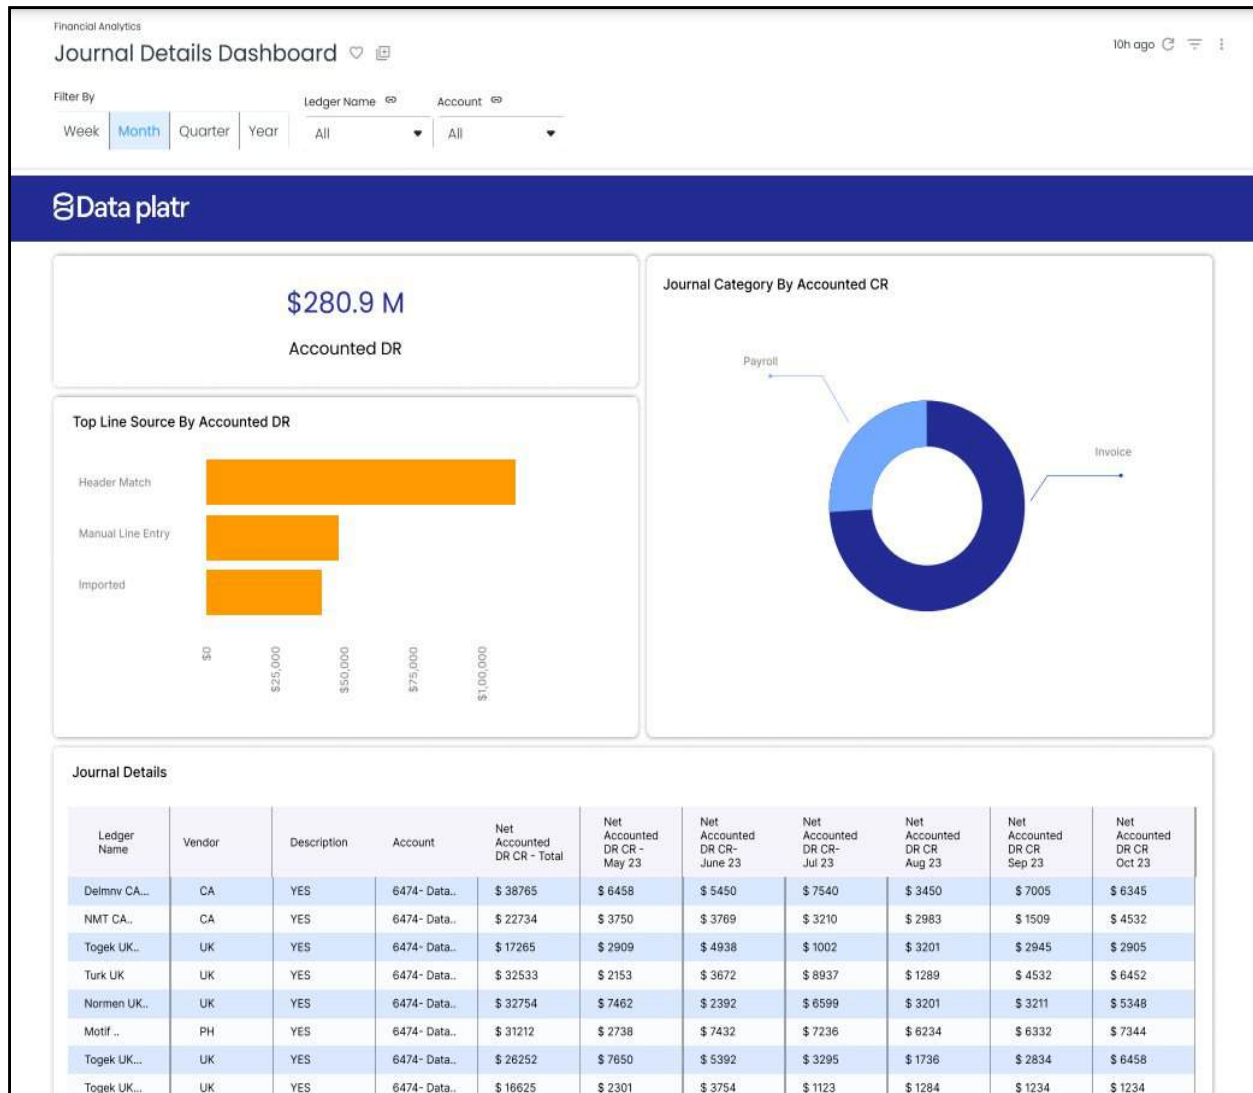 Financial Analytics
Journal Details Dashboard
10h ago
Filter By
Ledger Name
Account
Week Month Quarter Year
All
All
Data platr
$280.9 M
Accounted DR
Journal Category By Accounted CR
Payroll
Invoice
Top Line Source By Accounted DR
Header Match
Manual Line Entry
Imported
$0 $25,000 $50,000 $75,000 $1,00,000
Journal Details
Ledger Name Vendor Description Account Net Accounted DR CR - Total Net Accounted DR CR - May 23 Net Accounted DR CR- June 23 Net Accounted DR CR- Jul 23 Net Accounted DR CR Aug 23 Net Accounted DR CR Sep 23 Net Accounted DR CR Oct 23
Delmnv CA... CA YES 6474- Data.. $ 38765 $ 6458 $ 5450 $ 7540 $ 3450 $ 7005 $ 6345
NMT CA.. CA YES 6474- Data.. $ 22734 $ 3750 $ 3769 $ 3210 $ 2983 $ 1509 $ 4532
Togek UK.. UK YES 6474- Data.. $ 17265 $ 2909 $ 4938 $ 1002 $ 3201 $ 2945 $ 2905
Turk UK UK YES 6474- Data.. $ 32533 $ 2153 $ 3672 $ 8937 $ 1289 $ 4532 $ 6452
Normen UK.. UK YES 6474- Data.. $ 32754 $ 7462 $ 2392 $ 6599 $ 3201 $ 3211 $ 5348
Motif .. PH YES 6474- Data.. $ 31212 $ 2738 $ 7432 $ 7236 $ 6234 $ 6332 $ 7344
Togek UK... UK YES 6474- Data.. $ 26252 $ 7650 $ 5392 $ 3295 $ 1736 $ 2834 $ 6458
Togek UK... UK YES 6474- Data.. $ 16625 $ 2301 $ 3754 $ 1123 $ 1284 $ 1234 $ 1234